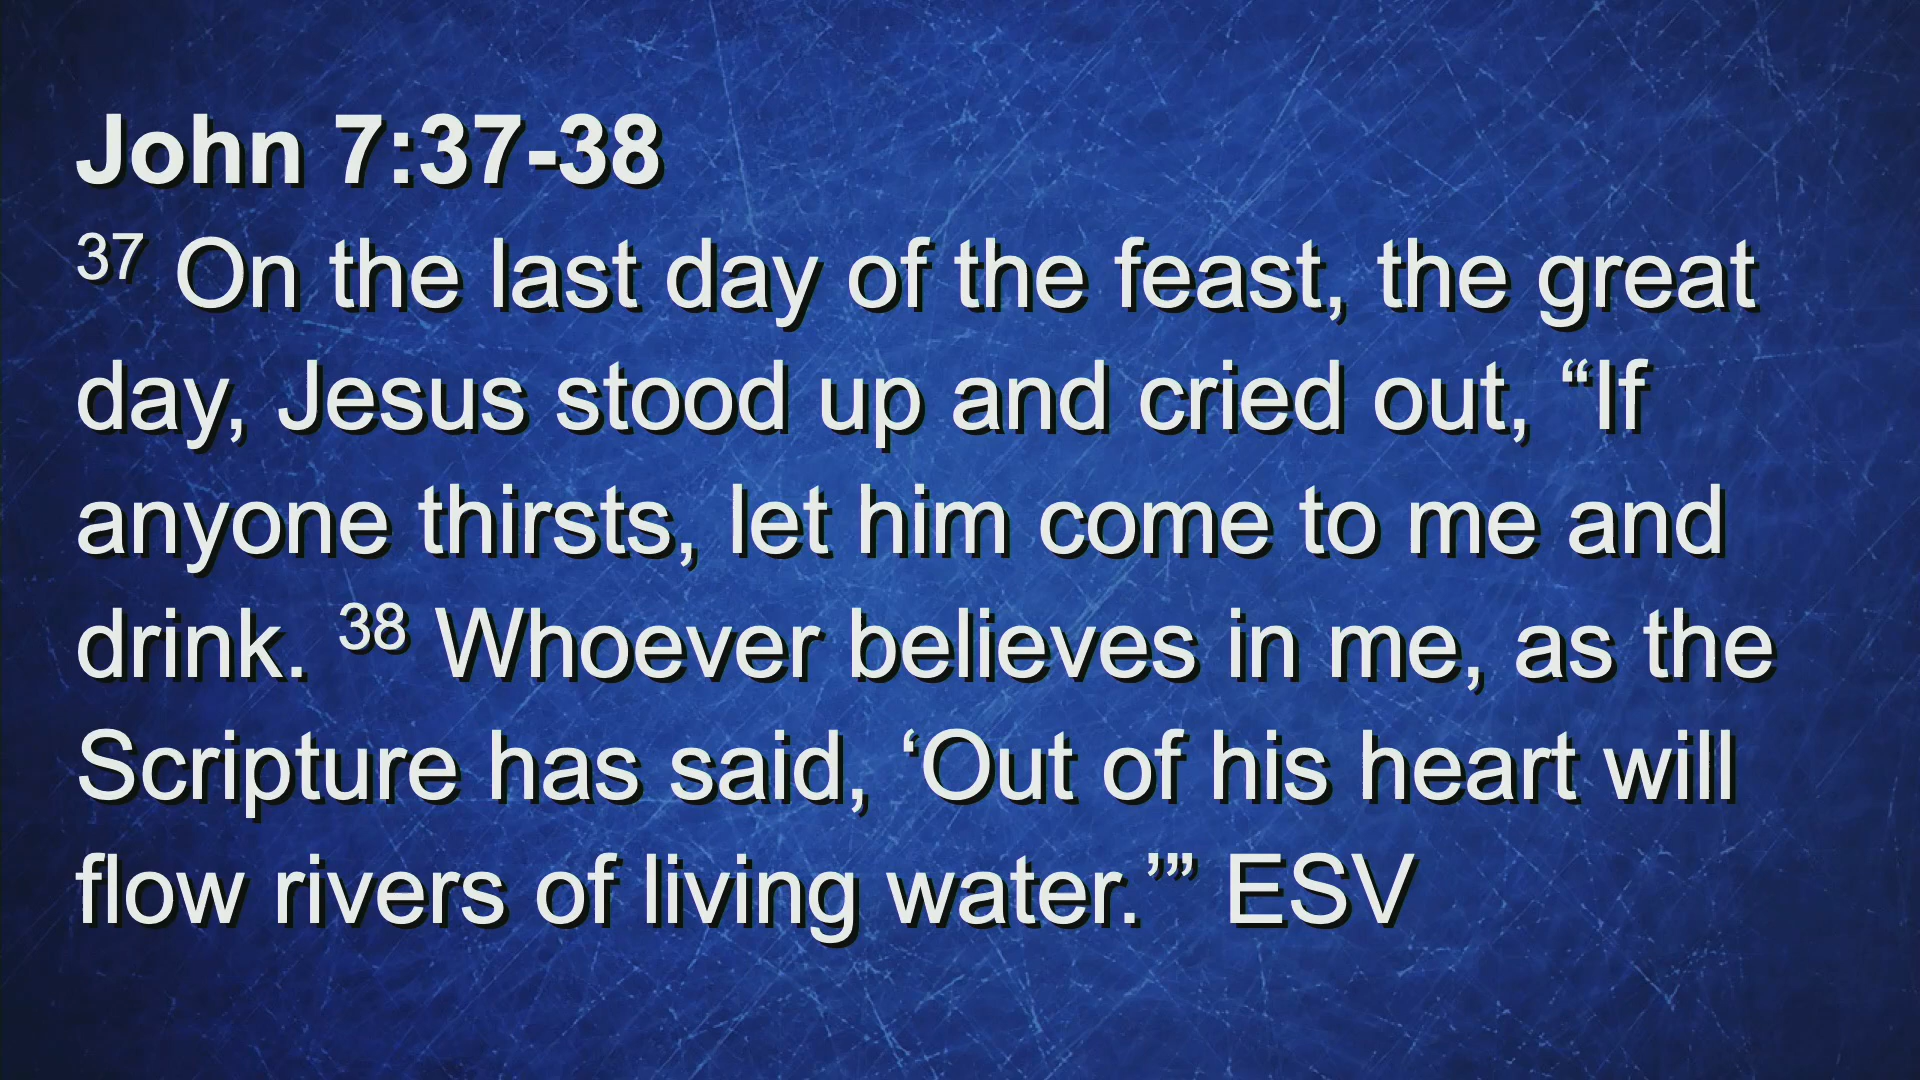 John 7:37-38
37 On the last day of the feast, the great
day, Jesus stood up and cried out, “If
anyone thirsts, let him come to me and
drink. 38 Whoever believes in me, as the
Scripture has said, ‘Out of his heart will
flow rivers of living water.’” ESV